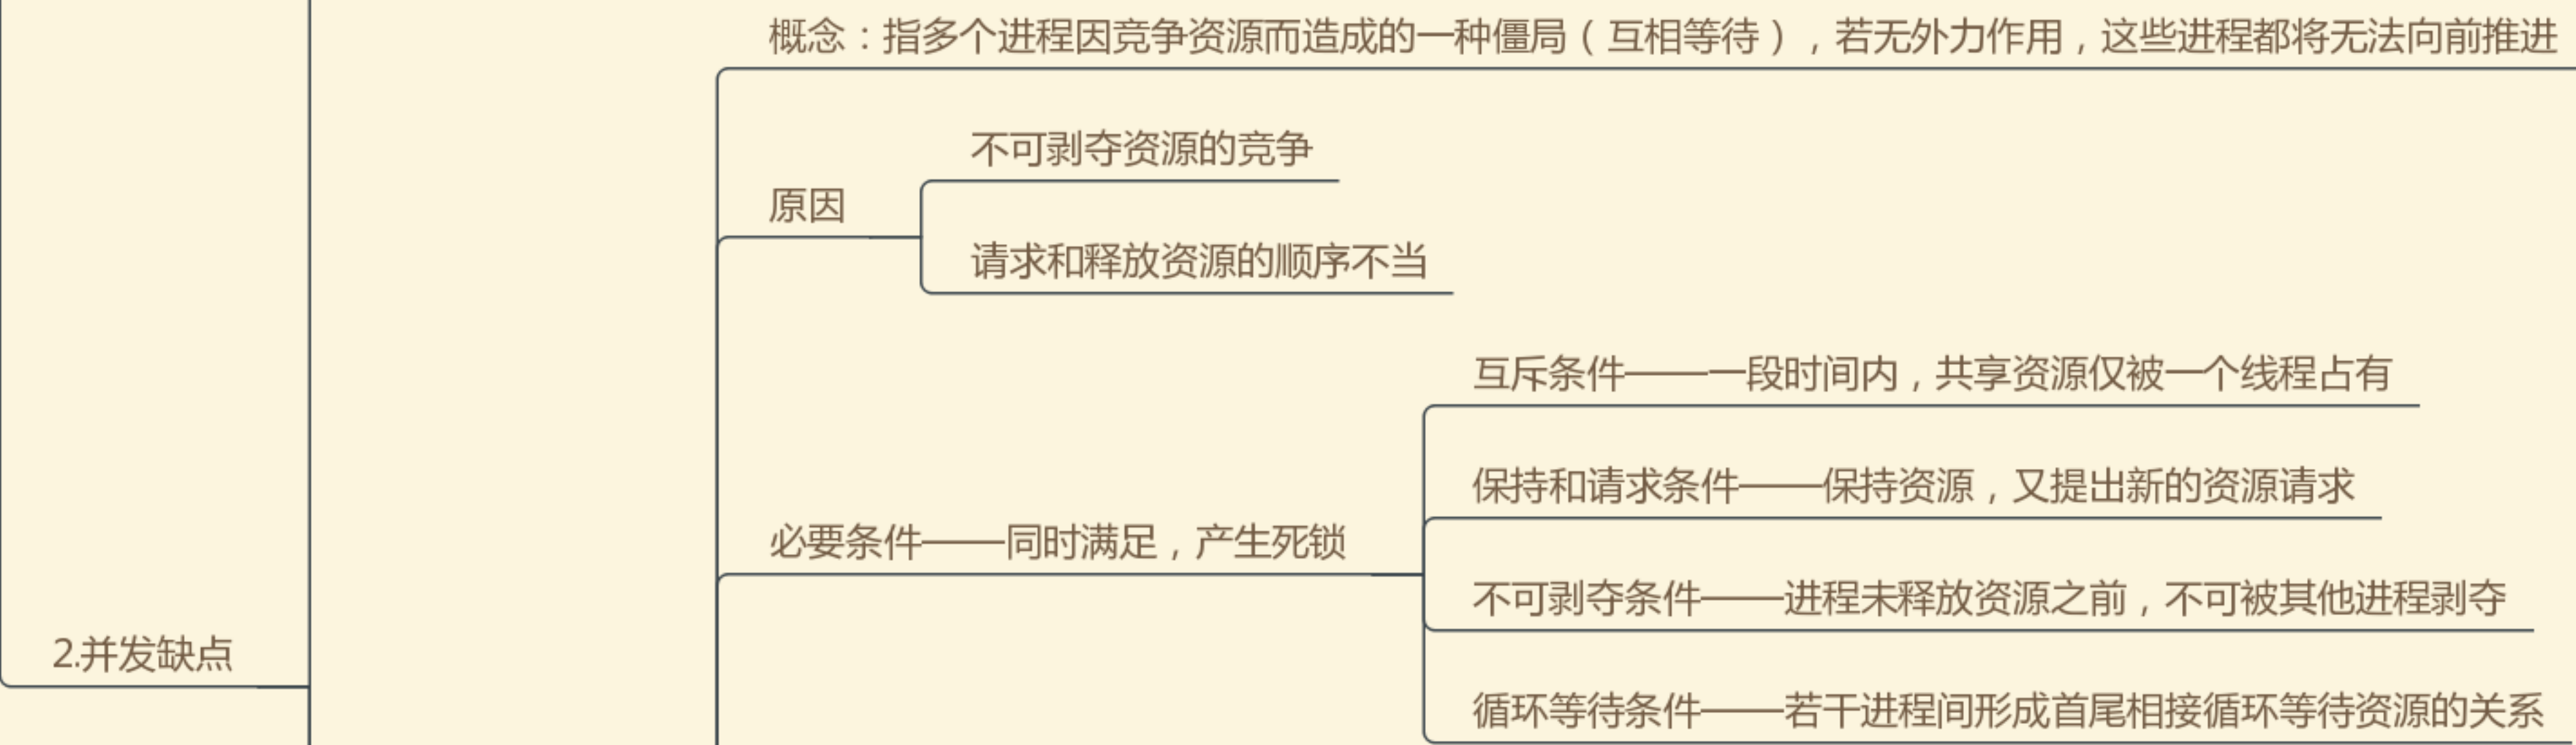 概念：指多个进程因竞争资源而造成的一种僵局（互相等待），若无外力作用，这些进程都将无法向前推进
不可剥夺资源的竞争
原因
请求和释放资源的顺序不当
互斥条件——一段时间内，共享资源仅被一个线程占有
保持和请求条件——保持资源，又提出新的资源请求
必要条件——同时满足，产生死锁
不可剥夺条件——进程未释放资源之前，不可被其他进程剥夺
2.并发缺点
循环等待条件——若干进程间形成首尾相接循环等待资源的关系